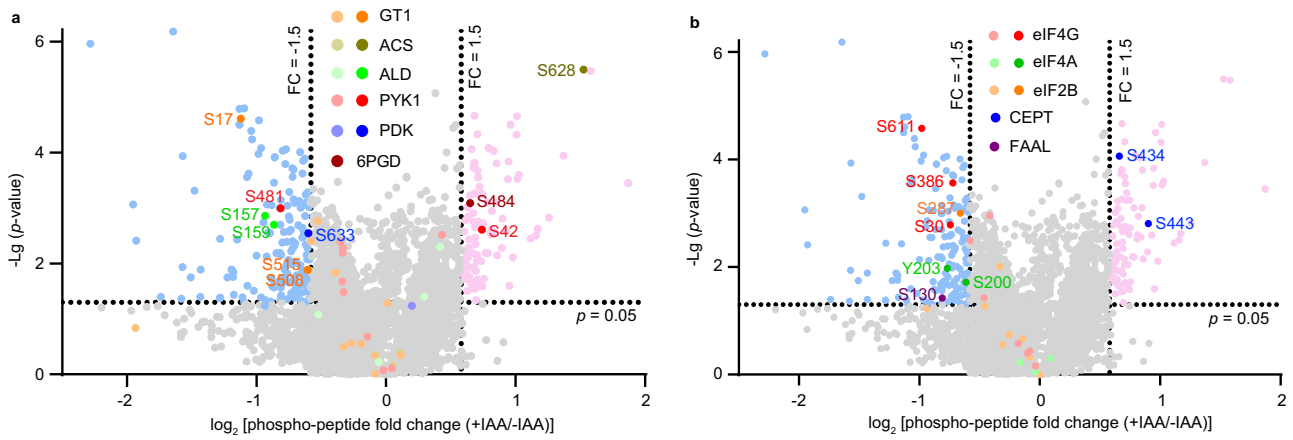 a
6
4
2
0
-Lg (p-value)
FC = -1.5
FC = 1.5
GT1
ACS
ALD
PYK1
PDK
6PGD
S628
S17
S481
S157
S159
S633
S515
S508
S484
S42
p = 0.05
-2
-1
0
1
2
log2 [phospho-peptide fold change (+IAA/-IAA)]
b
6
4
2
0
-Lg (p-value)
FC = -1.5
FC = 1.5
eIF4G
eIF4A
eIF2B
CEPT
FAAL
S611
S386
S287
S30
Y203
S200
S130
S434
S443
p = 0.05
-2
-1
0
1
2
log2 [phospho-peptide fold change (+IAA/-IAA)]